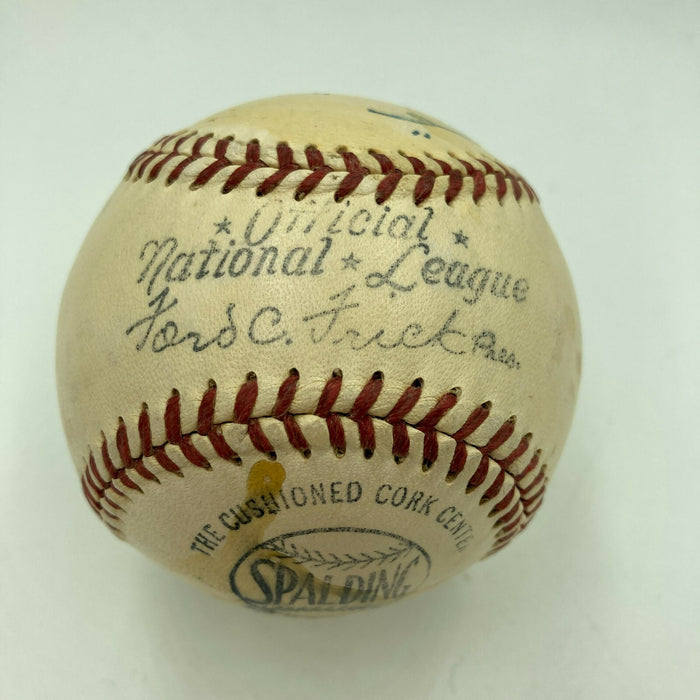 ★ Official ★
National ★ League
Ford C. Frick Pres.
THE CUSHIONED CORK CENTER
SPALDING